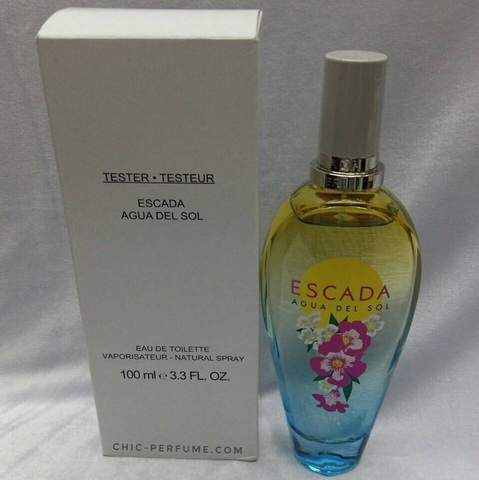 TESTER • TESTEUR
ESCADA
AGUA DEL SOL
EAU DE TOILETTE
VAPORISATEUR - NATURAL SPRAY
100 ml e 3.3 FL. OZ.
CHIC-PERFUME.COM
ESCADA
AGUA DEL SOL